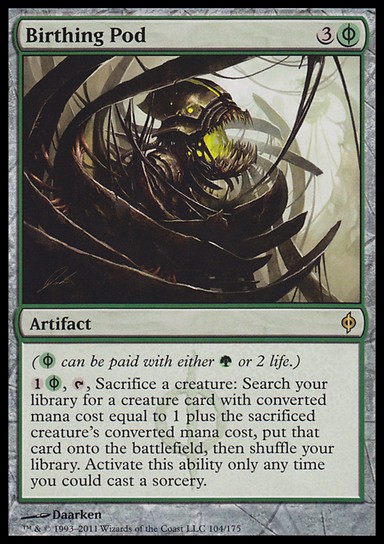 Birthing Pod 3
Artifact
( can be paid with either or 2 life.)
1 , , Sacrifice a creature: Search your
library for a creature card with converted
mana cost equal to 1 plus the sacrificed
creature's converted mana cost, put that
card onto the battlefield, then shuffle your
library. Activate this ability only any time
you could cast a sorcery.
Daarken
™ & © 1993–2011 Wizards of the Coast LLC 104/175